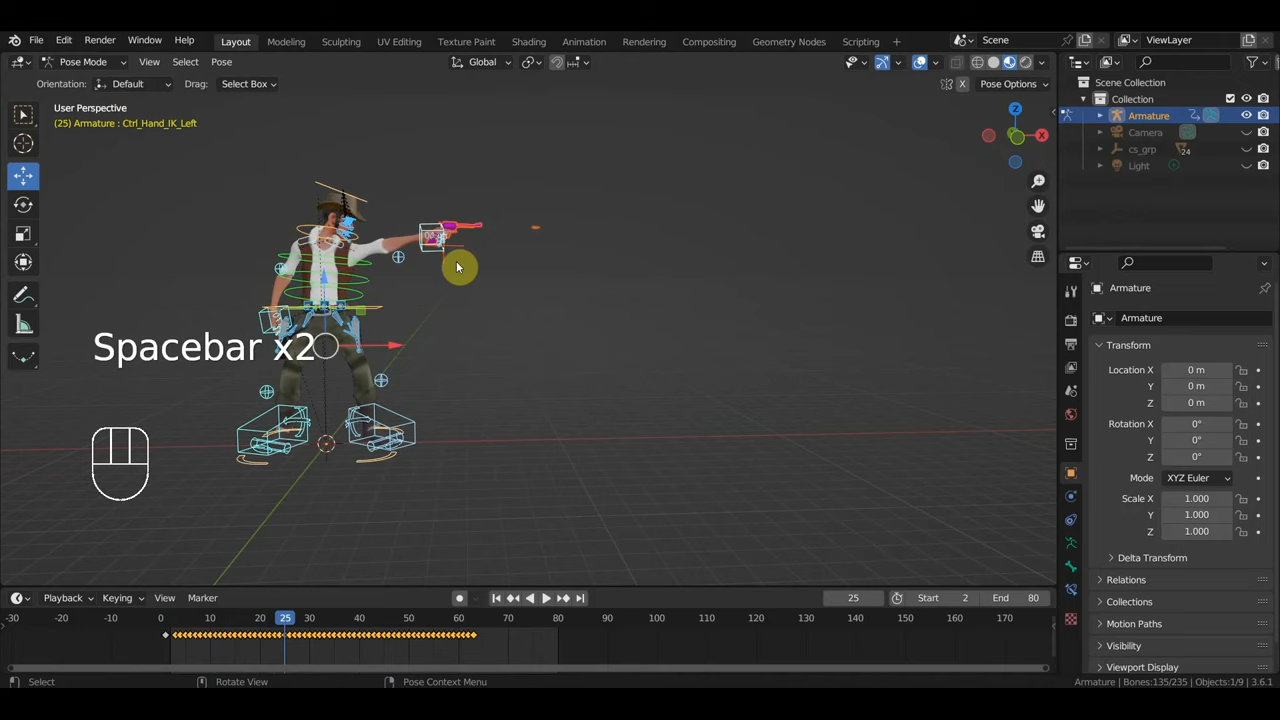 File Edit Render Window Help Layout Modeling Sculpting UV Editing Texture Paint Shading Animation Rendering Compositing Geometry Nodes Scripting + Scene ViewLayer
Pose Mode View Select Pose Global
Orientation: Default Drag: Select Box X Pose Options
User Perspective
(25) Armature : Ctrl_Hand_IK_Left
Z
X
Spacebar x2
Scene Collection
Collection
Armature
Camera
cs_grp 24
Light
Armature
Armature
Transform
Location X 0 m
Y 0 m
Z 0 m
Rotation X 0°
Y 0°
Z 0°
Mode XYZ Euler
Scale X 1.000
Y 1.000
Z 1.000
Delta Transform
Relations
Collections
Motion Paths
Visibility
Viewport Display
Playback Keying View Marker 25 Start 2 End 80
-30 -20 -10 0 10 20 25 30 40 50 60 70 80 90 100 110 120 130 140 150 160 170
Select Rotate View Pose Context Menu Armature | Bones:135/235 | Objects:1/9 | 3.6.1